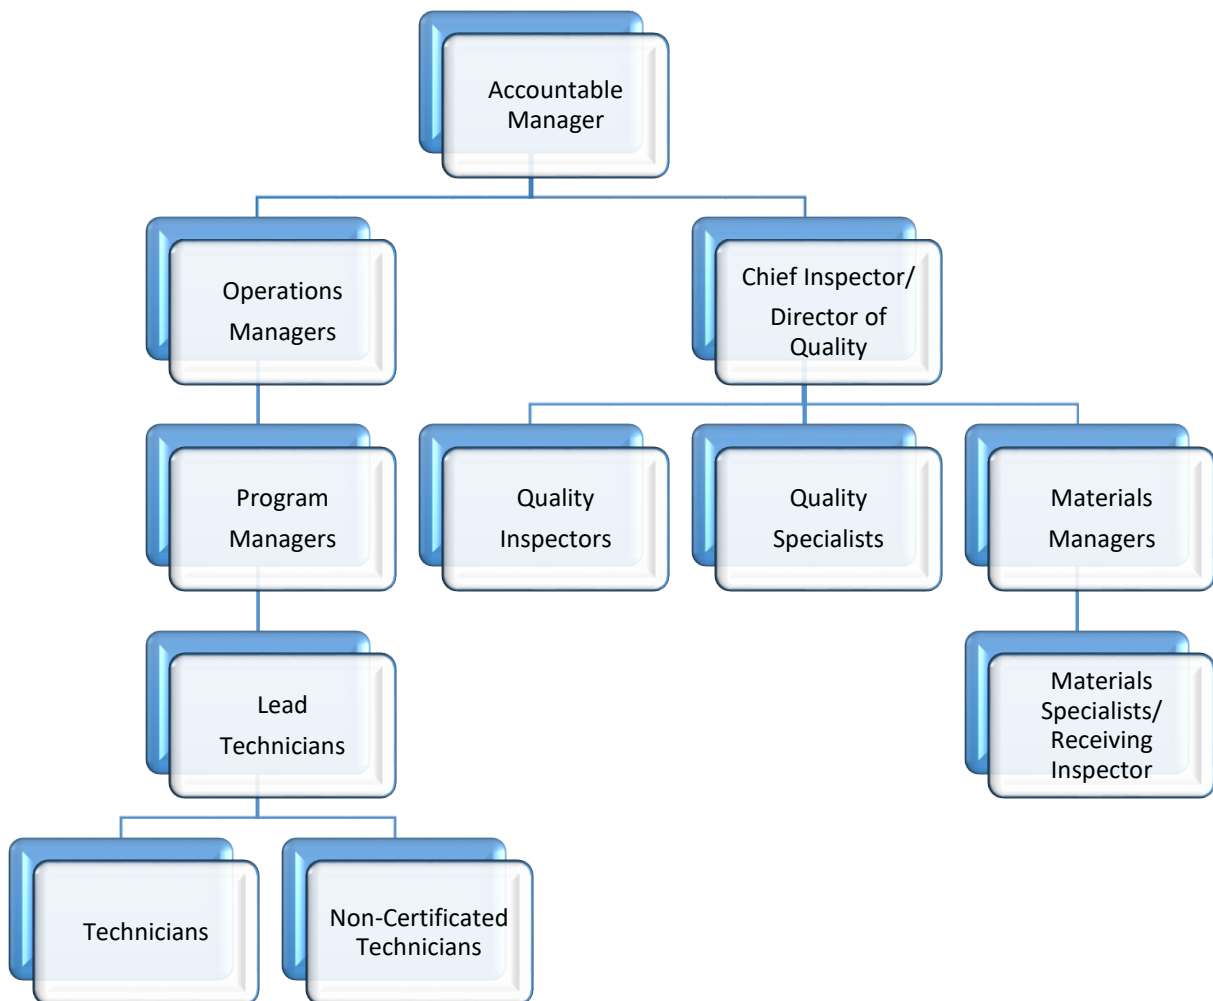 Accountable
Manager
Operations
Managers
Chief Inspector/
Director of
Quality
Program
Managers
Quality
Inspectors
Quality
Specialists
Materials
Managers
Lead
Technicians
Materials
Specialists/
Receiving
Inspector
Technicians
Non-Certificated
Technicians